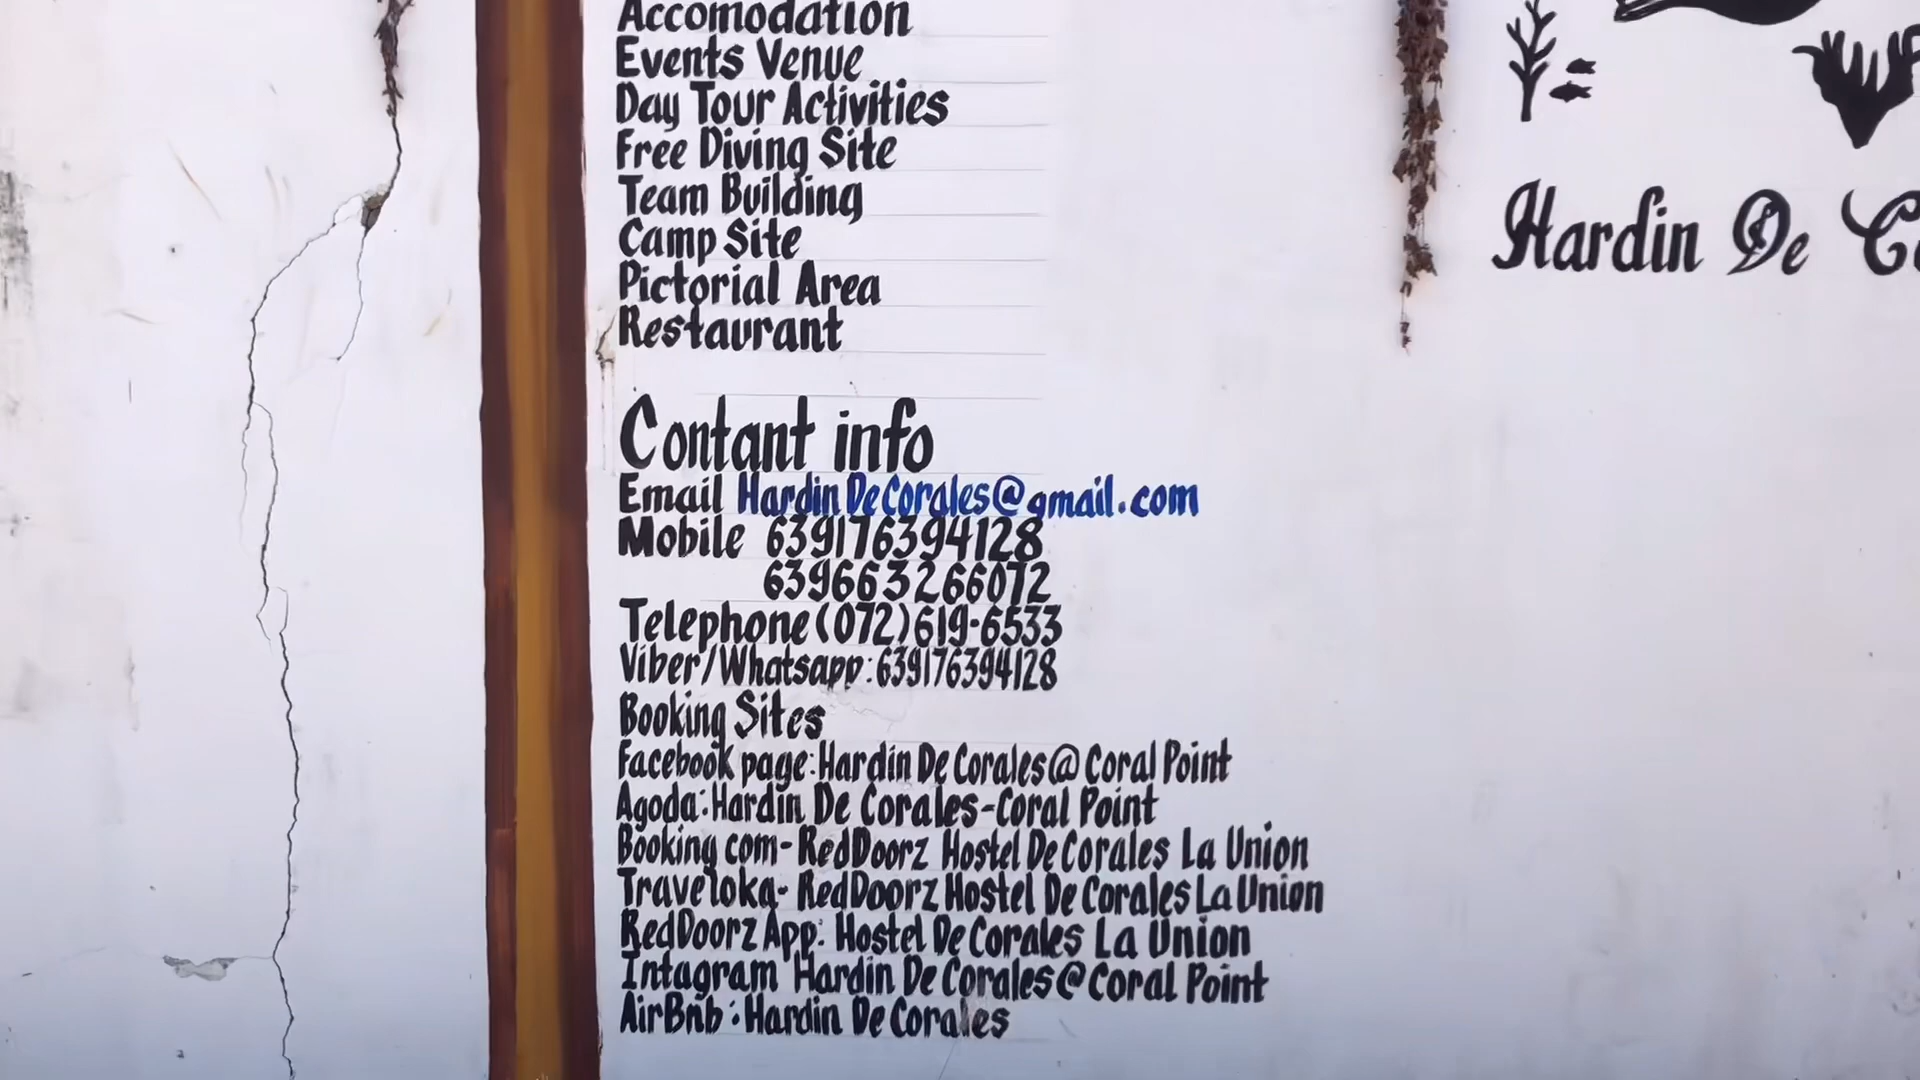 Accomodation
Events Venue
Day Tour Activities
Free Diving Site
Team Building
Camp Site
Pictorial Area
Restaurant
Contant info
Email HardinDeCorales@gmail.com
Mobile 639176394128
639663266072
Telephone (072) 619-6533
Viber/Whatsapp: 639176394128
Booking Sites
Facebook page: Hardin De Corales @ Coral Point
Agoda: Hardin De Corales-Coral Point
Booking com- RedDoorz Hostel De Corales La Union
Traveloka- RedDoorz Hostel De Corales La Union
RedDoorz App: Hostel De Corales La Union
Intagram Hardin De Corales @ Coral Point
AirBnb: Hardin De Corales
Hardin De